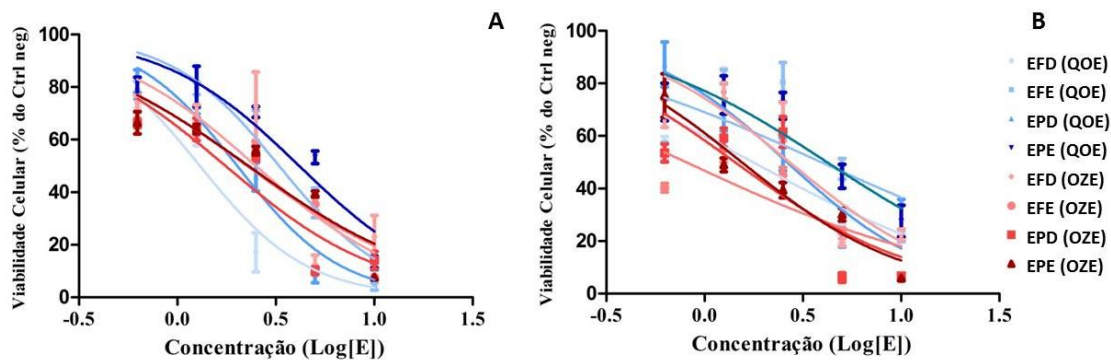 A
Viabilidade Celular (% do Ctrl neg)
100
80
60
40
20
0
-0.5
0.0
0.5
1.0
1.5
Concentração (Log[E])
B
Viabilidade Celular (% do Ctrl neg)
100
80
60
40
20
0
-0.5
0.0
0.5
1.0
1.5
Concentração (Log[E])
EFD (QOE)
EFE (QOE)
EPD (QOE)
EPE (QOE)
EFD (OZE)
EFE (OZE)
EPD (OZE)
EPE (OZE)